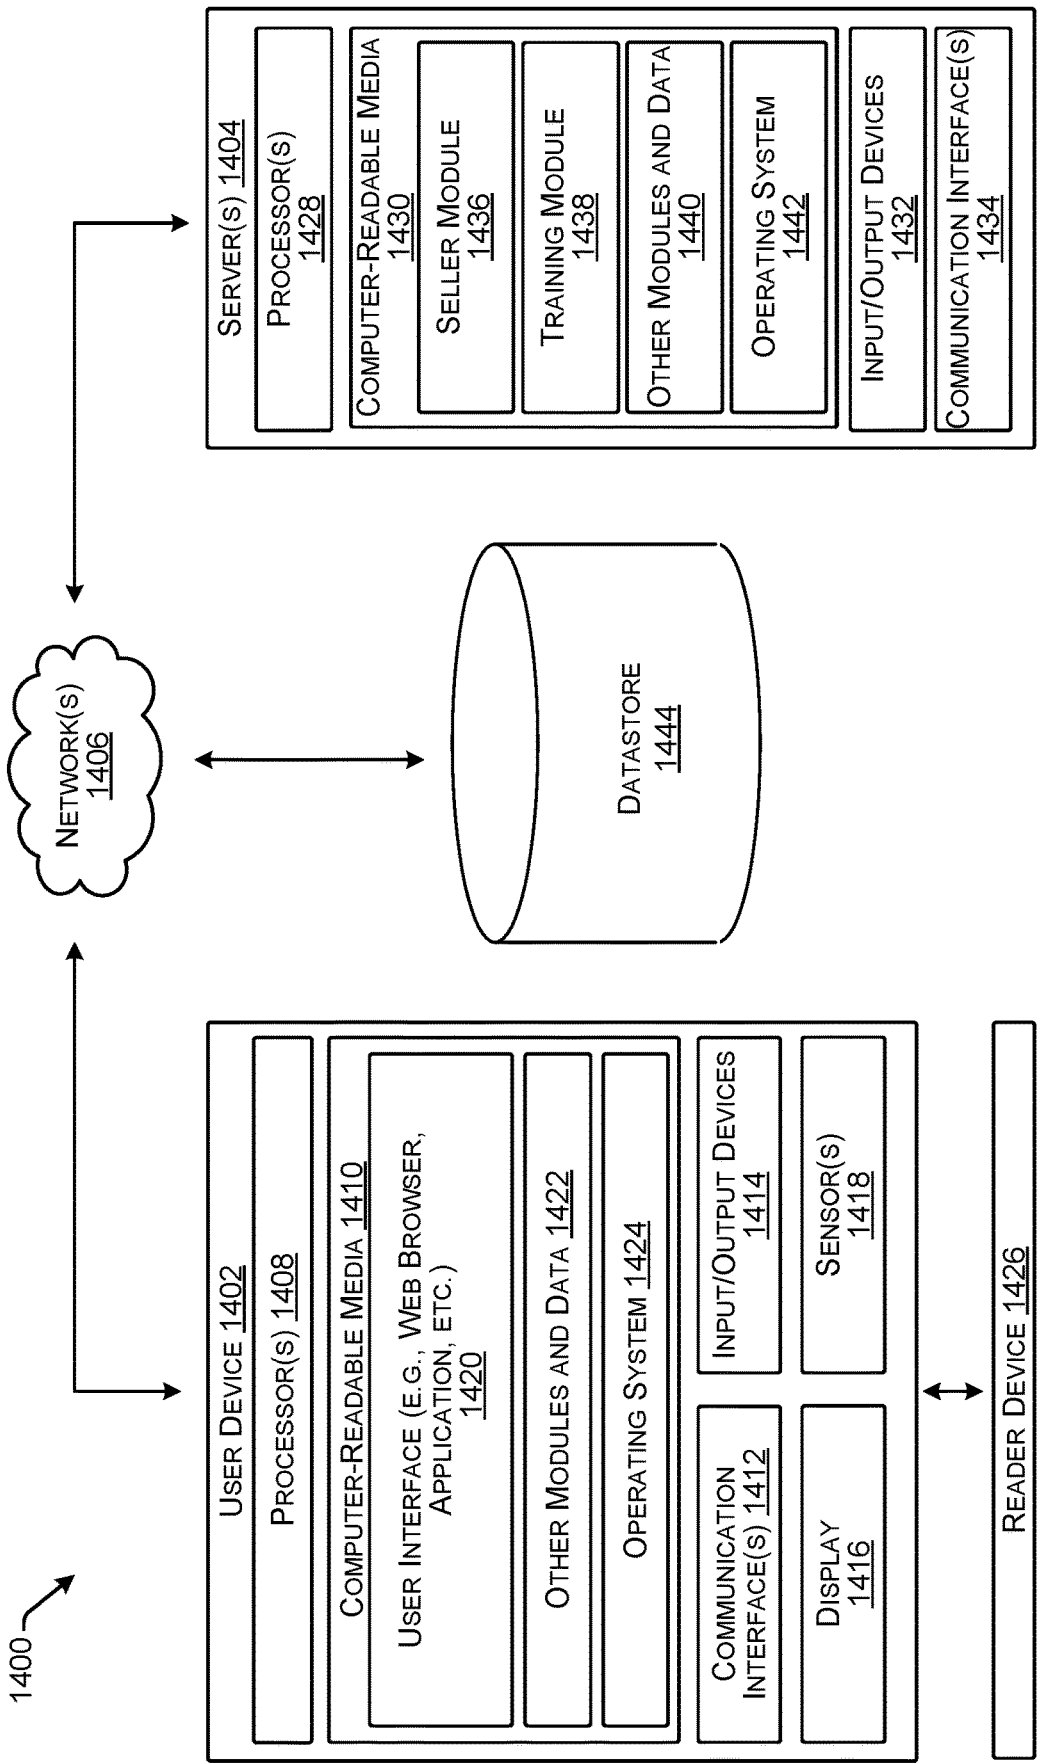 1400
NETWORK(S)
1406
USER DEVICE 1402
PROCESSOR(S) 1408
COMPUTER-READABLE MEDIA 1410
USER INTERFACE (E.G., WEB BROWSER,
APPLICATION, ETC.)
1420
OTHER MODULES AND DATA 1422
OPERATING SYSTEM 1424
COMMUNICATION
INTERFACE(S) 1412
INPUT/OUTPUT DEVICES
1414
DISPLAY
1416
SENSOR(S)
1418
READER DEVICE 1426
DATASTORE
1444
SERVER(S) 1404
PROCESSOR(S)
1428
COMPUTER-READABLE MEDIA
1430
SELLER MODULE
1436
TRAINING MODULE
1438
OTHER MODULES AND DATA
1440
OPERATING SYSTEM
1442
INPUT/OUTPUT DEVICES
1432
COMMUNICATION INTERFACE(S)
1434